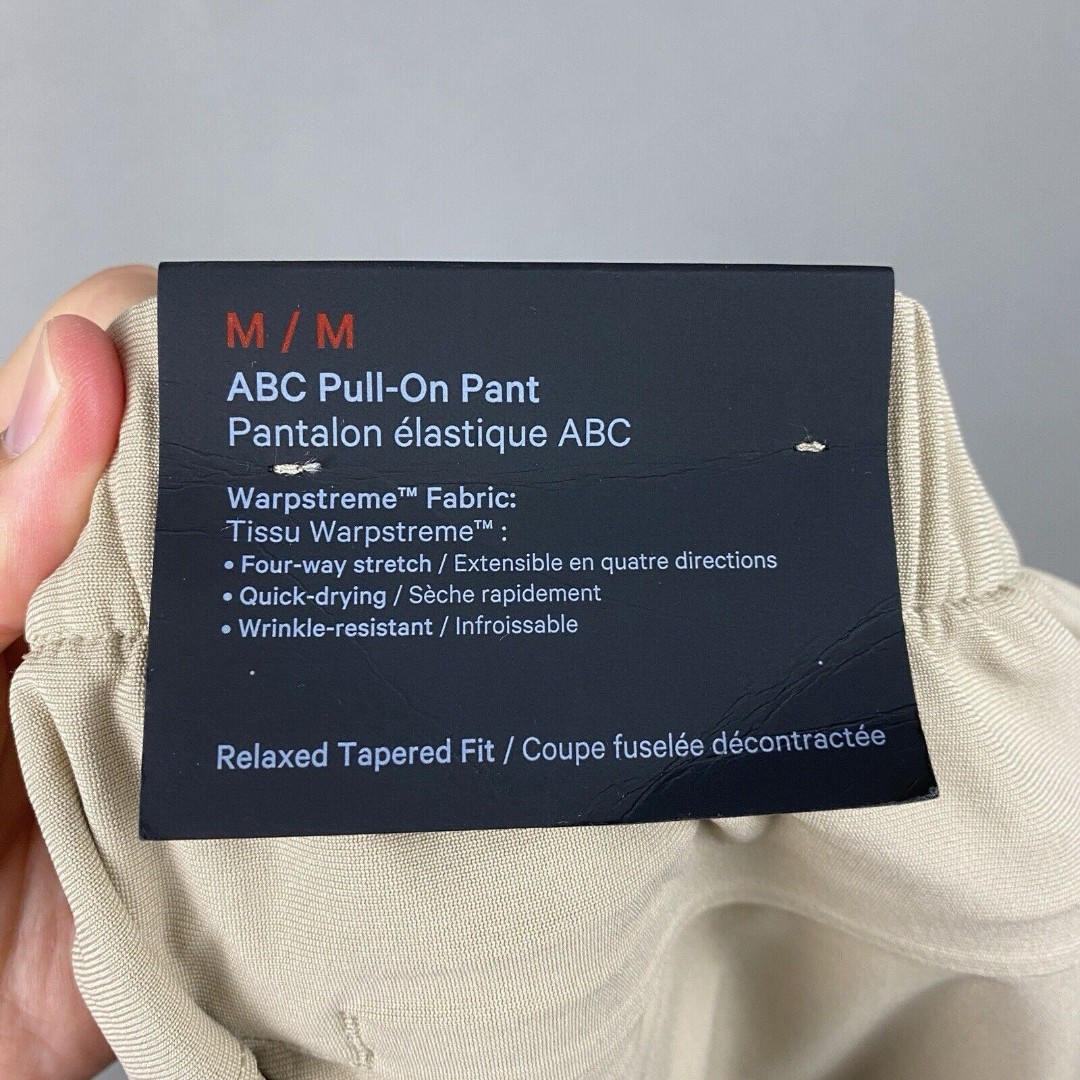 M / M
ABC Pull-On Pant
Pantalon élastique ABC
Warpstreme™ Fabric:
Tissu Warpstreme™ :
• Four-way stretch / Extensible en quatre directions
• Quick-drying / Sèche rapidement
• Wrinkle-resistant / Infroissable
Relaxed Tapered Fit / Coupe fuselée décontractée